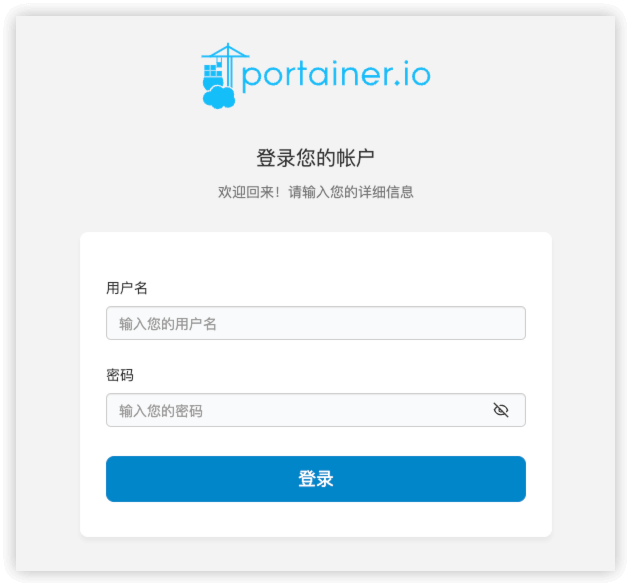 portainer.io
登录您的帐户
欢迎回来！请输入您的详细信息
用户名
输入您的用户名
密码
输入您的密码
登录